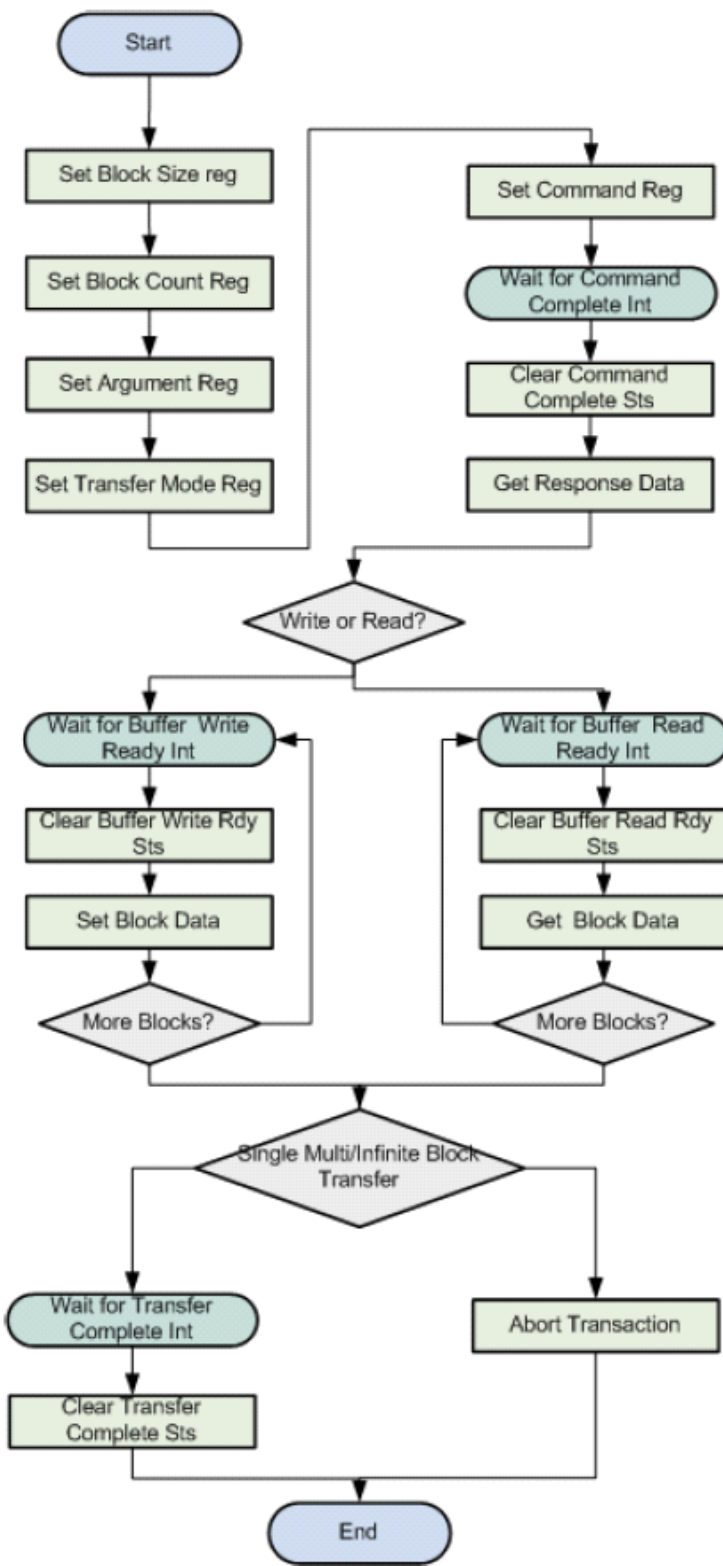 Start
Set Block Size reg
Set Block Count Reg
Set Argument Reg
Set Transfer Mode Reg
Set Command Reg
Wait for Command
Complete Int
Clear Command
Complete Sts
Get Response Data
Write or Read?
Wait for Buffer Write
Ready Int
Clear Buffer Write Rdy
Sts
Set Block Data
More Blocks?
Wait for Buffer Read
Ready Int
Clear Buffer Read Rdy
Sts
Get Block Data
More Blocks?
Single Multi/Infinite Block
Transfer
Wait for Transfer
Complete Int
Clear Transfer
Complete Sts
Abort Transaction
End